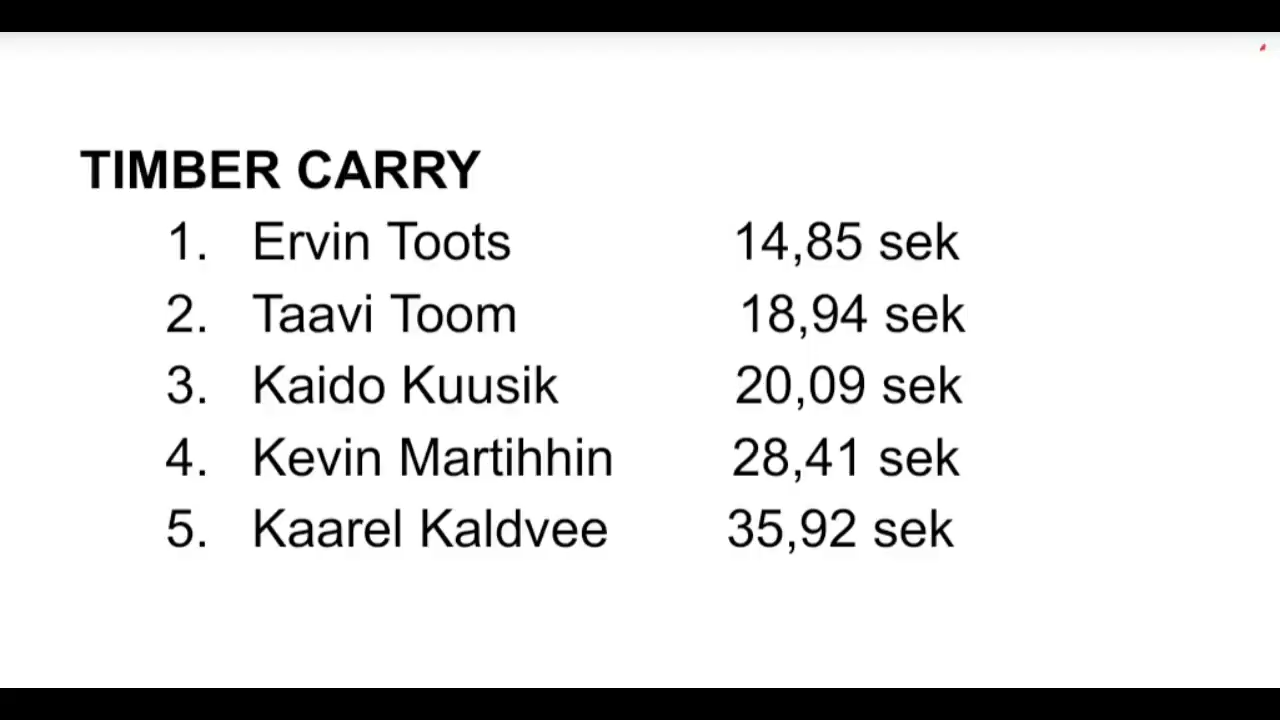 TIMBER CARRY
1. Ervin Toots 14,85 sek
2. Taavi Toom 18,94 sek
3. Kaido Kuusik 20,09 sek
4. Kevin Martihhin 28,41 sek
5. Kaarel Kaldvee 35,92 sek